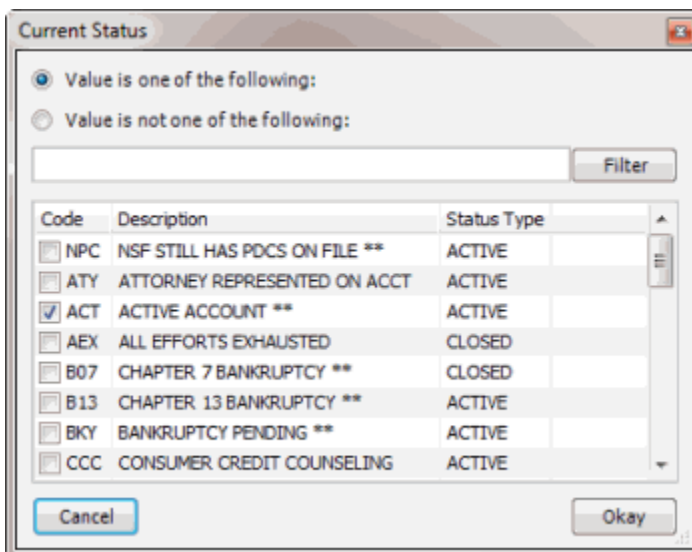 Current Status
Value is one of the following:
Value is not one of the following:
Filter
Code Description Status Type
NPC NSF STILL HAS PDCS ON FILE ** ACTIVE
ATY ATTORNEY REPRESENTED ON ACCT ACTIVE
ACT ACTIVE ACCOUNT ** ACTIVE
AEX ALL EFFORTS EXHAUSTED CLOSED
B07 CHAPTER 7 BANKRUPTCY ** CLOSED
B13 CHAPTER 13 BANKRUPTCY ** ACTIVE
BKY BANKRUPTCY PENDING ** ACTIVE
CCC CONSUMER CREDIT COUNSELING ACTIVE
Cancel Okay